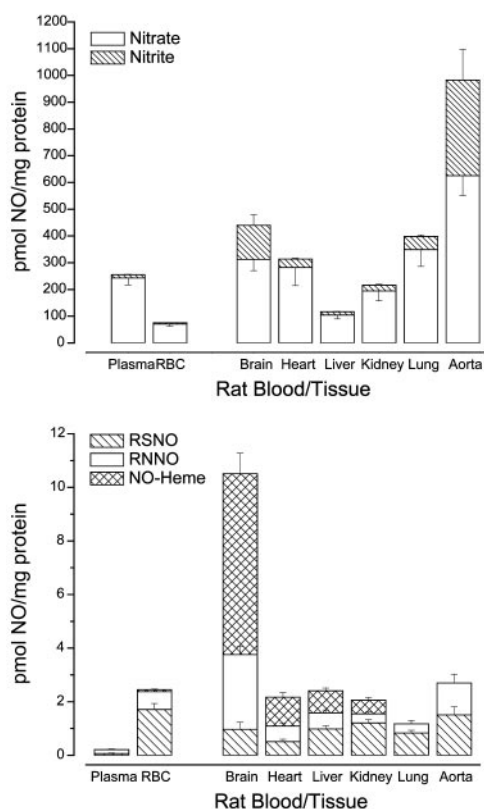 1200
1100
1000
900
800
700
600
500
400
300
200
100
0
pmol NO/mg protein
Nitrate
Nitrite
Plasma RBC Brain Heart Liver Kidney Lung Aorta
Rat Blood/Tissue
12
10
8
6
4
2
0
pmol NO/mg protein
RSNO
RNNO
NO-Heme
Plasma RBC Brain Heart Liver Kidney Lung Aorta
Rat Blood/Tissue